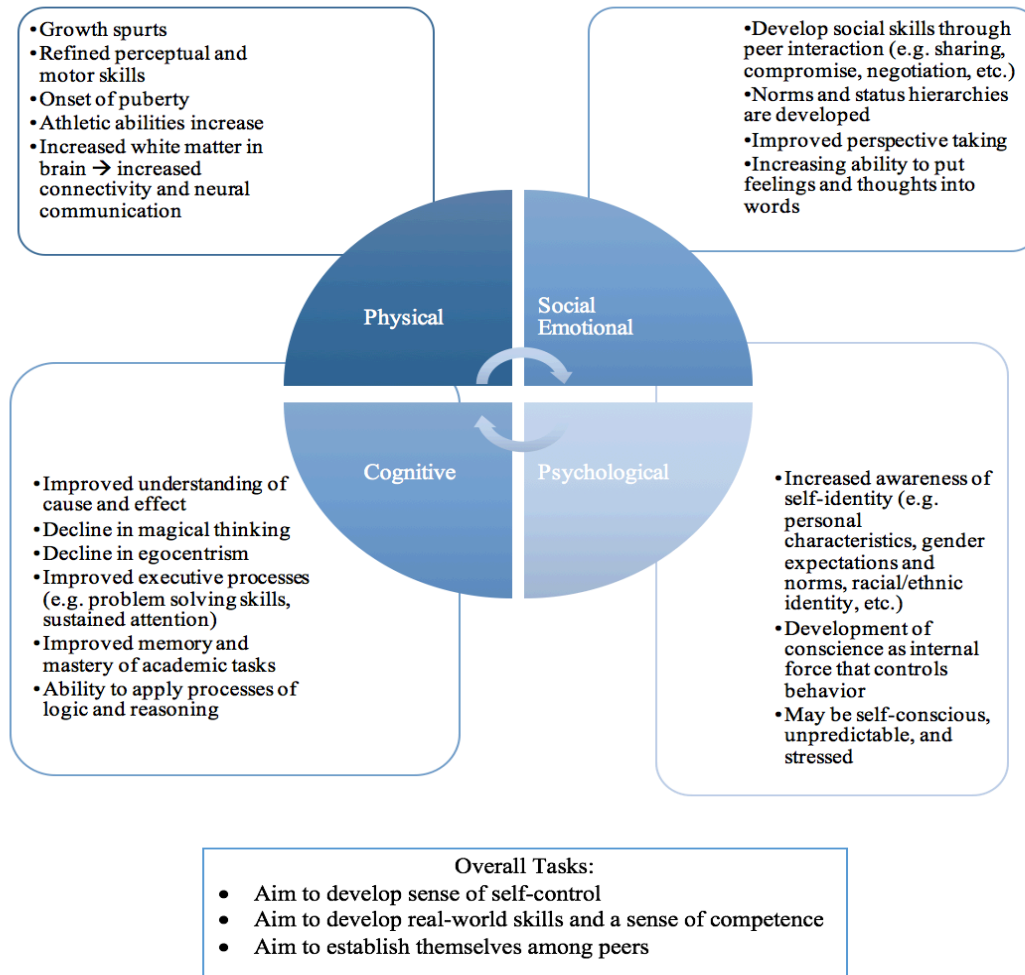 •Growth spurts
•Refined perceptual and
motor skills
•Onset of puberty
•Athletic abilities increase
•Increased white matter in
brain → increased
connectivity and neural
communication
•Develop social skills through
peer interaction (e.g. sharing,
compromise, negotiation, etc.)
•Norms and status hierarchies
are developed
•Improved perspective taking
•Increasing ability to put
feelings and thoughts into
words
Physical
Social
Emotional
Cognitive
Psychological
•Improved understanding of
cause and effect
•Decline in magical thinking
•Decline in egocentrism
•Improved executive processes
(e.g. problem solving skills,
sustained attention)
•Improved memory and
mastery of academic tasks
•Ability to apply processes of
logic and reasoning
•Increased awareness of
self-identity (e.g.
personal
characteristics, gender
expectations and
norms, racial/ethnic
identity, etc.)
•Development of
conscience as internal
force that controls
behavior
•May be self-conscious,
unpredictable, and
stressed
Overall Tasks:
• Aim to develop sense of self-control
• Aim to develop real-world skills and a sense of competence
• Aim to establish themselves among peers